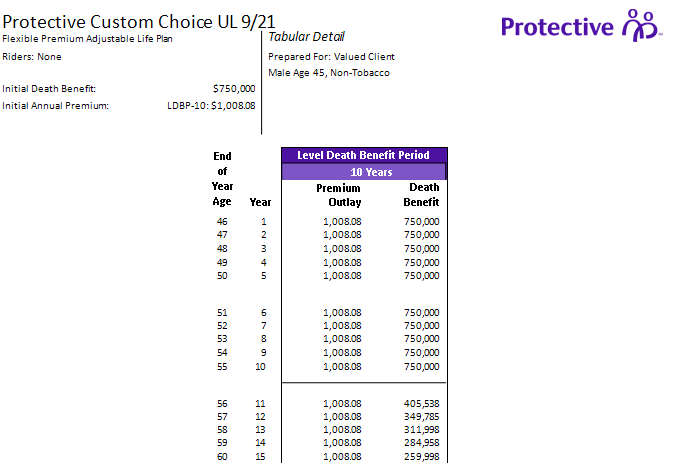 Protective Custom Choice UL 9/21
Flexible Premium Adjustable Life Plan
Riders: None
Initial Death Benefit: $750,000
Initial Annual Premium: LDBP-10: $1,008.08
Tabular Detail
Prepared For: Valued Client
Male Age 45, Non-Tobacco
Protective
End
of
Year
Age Year
Level Death Benefit Period
10 Years
Premium Death
Outlay Benefit
46 1 1,008.08 750,000
47 2 1,008.08 750,000
48 3 1,008.08 750,000
49 4 1,008.08 750,000
50 5 1,008.08 750,000
51 6 1,008.08 750,000
52 7 1,008.08 750,000
53 8 1,008.08 750,000
54 9 1,008.08 750,000
55 10 1,008.08 750,000
56 11 1,008.08 405,538
57 12 1,008.08 349,785
58 13 1,008.08 311,998
59 14 1,008.08 284,958
60 15 1,008.08 259,998